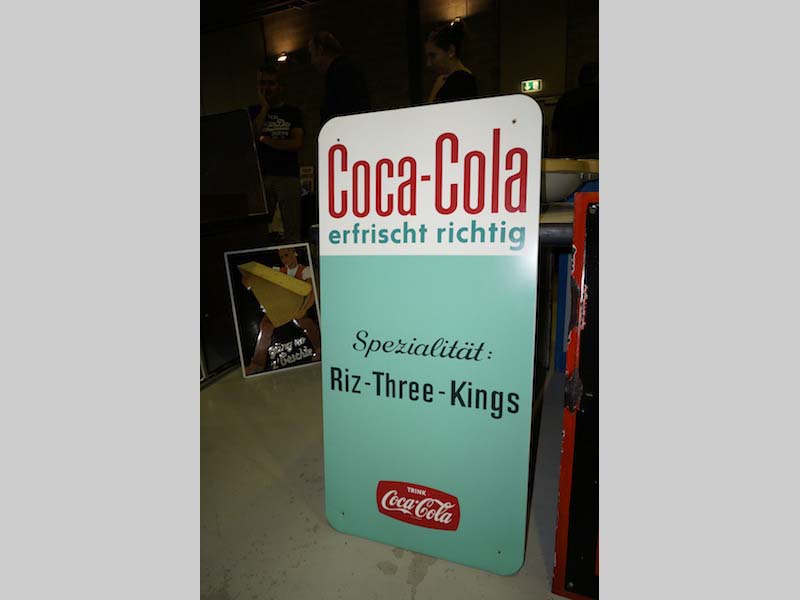 Coca-Cola
erfrischt richtig
Spezialität:
Riz-Three-Kings
TRINK
Coca-Cola